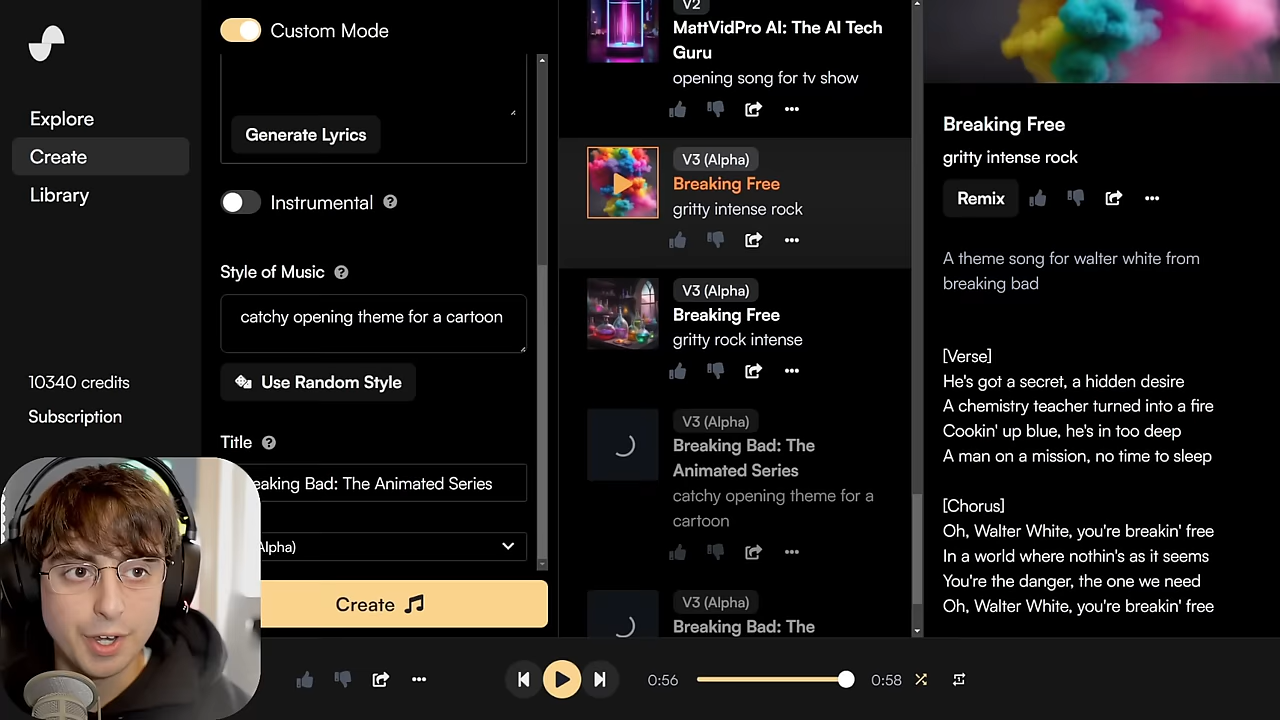 Explore
Create
Library
10340 credits
Subscription
Custom Mode
Generate Lyrics
Instrumental ?
Style of Music ?
catchy opening theme for a cartoon
Use Random Style
Title ?
eaking Bad: The Animated Series
Alpha)
Create
V2
MattVidPro AI: The AI Tech
Guru
opening song for tv show
V3 (Alpha)
Breaking Free
gritty intense rock
V3 (Alpha)
Breaking Free
gritty rock intense
V3 (Alpha)
Breaking Bad: The
Animated Series
catchy opening theme for a
cartoon
V3 (Alpha)
Breaking Bad: The
Breaking Free
gritty intense rock
Remix
A theme song for walter white from
breaking bad
[Verse]
He's got a secret, a hidden desire
A chemistry teacher turned into a fire
Cookin' up blue, he's in too deep
A man on a mission, no time to sleep
[Chorus]
Oh, Walter White, you're breakin' free
In a world where nothin's as it seems
You're the danger, the one we need
Oh, Walter White, you're breakin' free
0:56
0:58